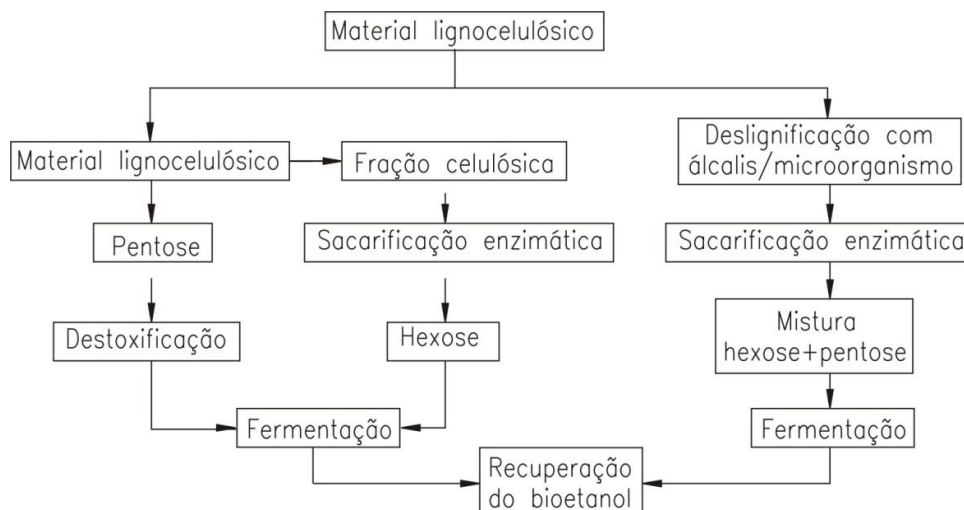 Material lignocelulósico
Material lignocelulósico
Fração celulósica
Deslignificação com
álcalis/microorganismo
Pentose
Sacarificação enzimática
Sacarificação enzimática
Destoxificação
Hexose
Mistura
hexose+pentose
Fermentação
Fermentação
Recuperação
do bioetanol